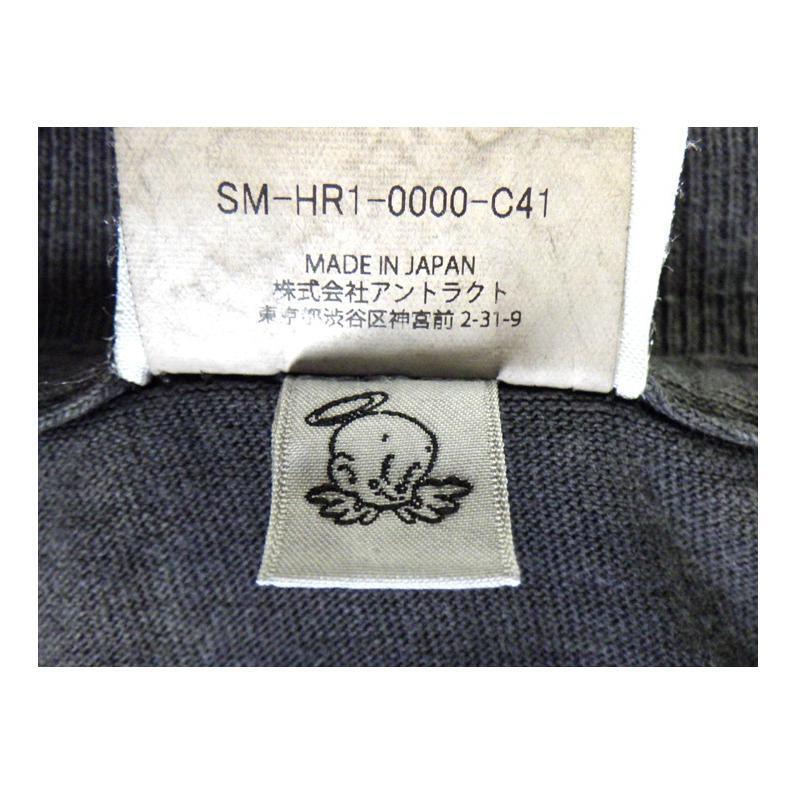 SM-HR1-0000-C41
MADE IN JAPAN
株式会社アントラクト
東京都渋谷区神宮前 2-31-9